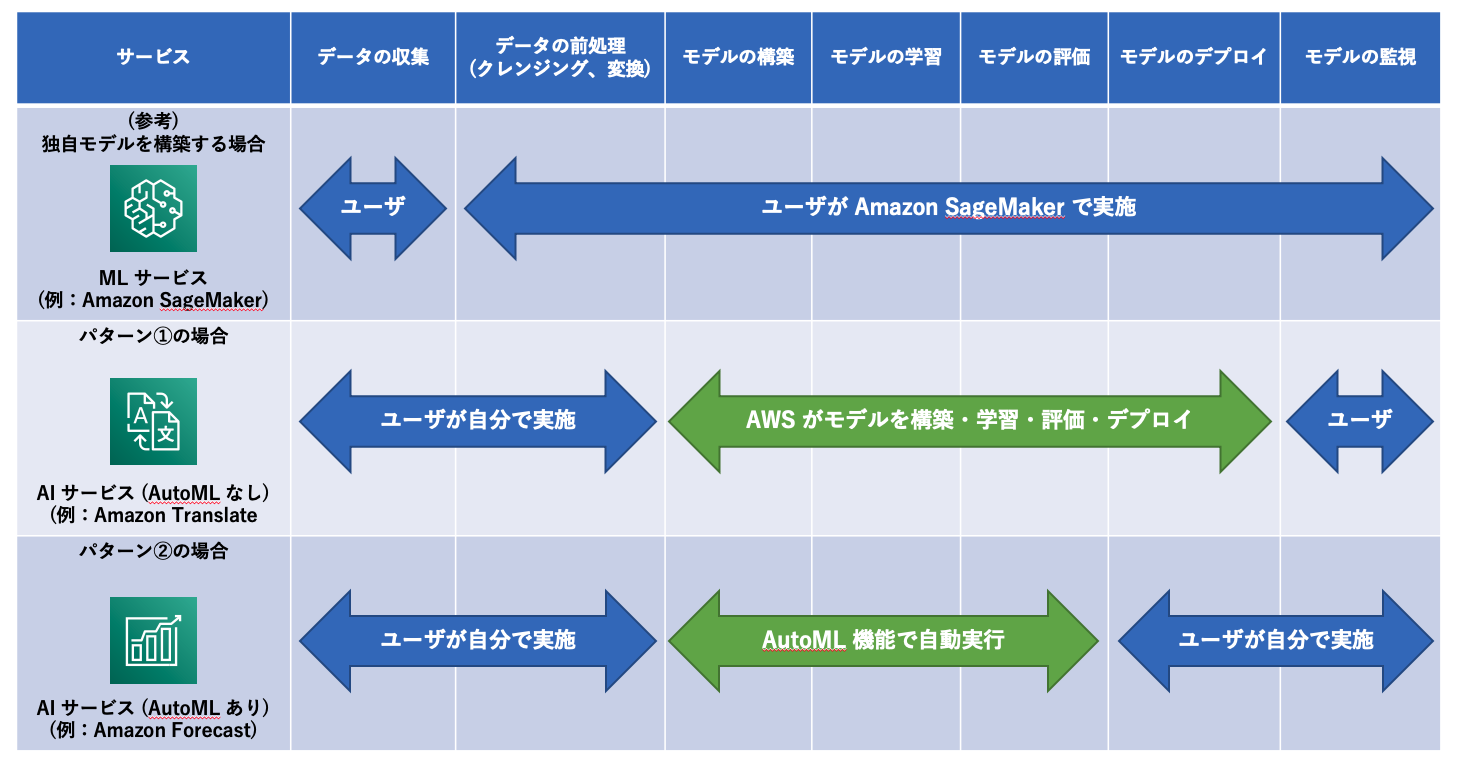 サービス
データの収集
データの前処理
(クレンジング、変換)
モデルの構築
モデルの学習
モデルの評価
モデルのデプロイ
モデルの監視
(参考)
独自モデルを構築する場合
ML サービス
(例：Amazon SageMaker)
ユーザ
ユーザが Amazon SageMaker で実施
パターン①の場合
A
文
AI サービス (AutoML なし)
(例：Amazon Translate
ユーザが自分で実施
AWS がモデルを構築・学習・評価・デプロイ
ユーザ
パターン②の場合
AI サービス (AutoML あり)
(例：Amazon Forecast)
ユーザが自分で実施
AutoML 機能で自動実行
ユーザが自分で実施